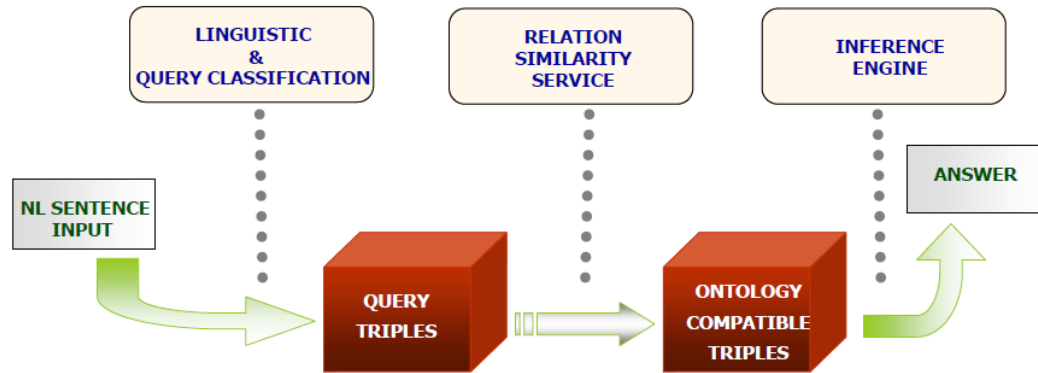 LINGUISTIC
&
QUERY CLASSIFICATION
RELATION
SIMILARITY
SERVICE
INFERENCE
ENGINE
NL SENTENCE
INPUT
QUERY
TRIPLES
ONTOLOGY
COMPATIBLE
TRIPLES
ANSWER